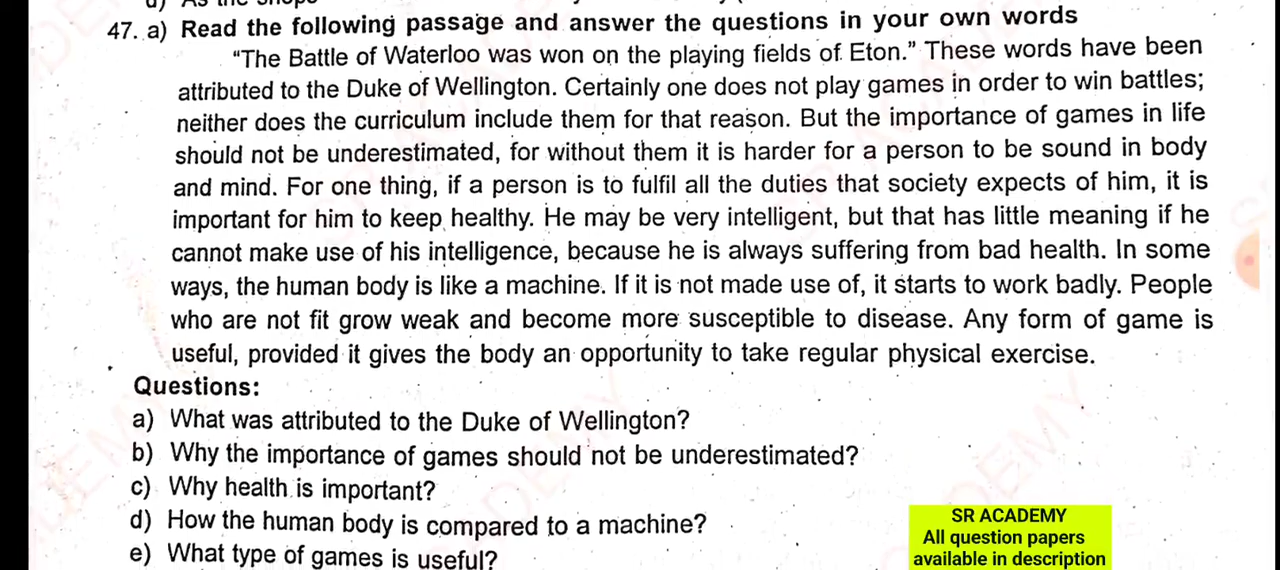 47. a) Read the following passage and answer the questions in your own words
"The Battle of Waterloo was won on the playing fields of Eton." These words have been
attributed to the Duke of Wellington. Certainly one does not play games in order to win battles;
neither does the curriculum include them for that reason. But the importance of games in life
should not be underestimated, for without them it is harder for a person to be sound in body
and mind. For one thing, if a person is to fulfil all the duties that society expects of him, it is
important for him to keep healthy. He may be very intelligent, but that has little meaning if he
cannot make use of his intelligence, because he is always suffering from bad health. In some
ways, the human body is like a machine. If it is not made use of, it starts to work badly. People
who are not fit grow weak and become more susceptible to disease. Any form of game is
useful, provided it gives the body an opportunity to take regular physical exercise.
Questions:
a) What was attributed to the Duke of Wellington?
b) Why the importance of games should not be underestimated?
c) Why health is important?
d) How the human body is compared to a machine?
e) What type of games is useful?
SR ACADEMY
All question papers
available in description